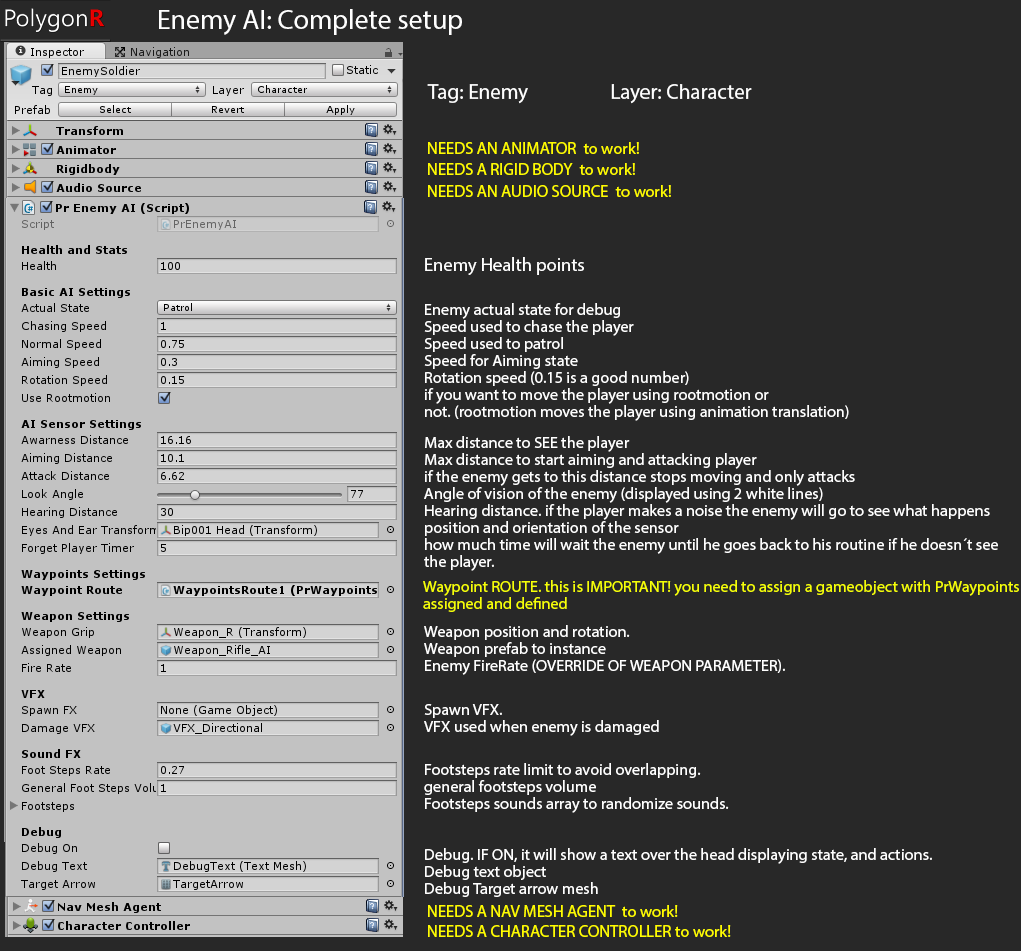 PolygonR Enemy AI: Complete setup
Inspector Navigation
EnemySoldier Static
Tag Enemy Layer Character Tag: Enemy Layer: Character
Prefab Select Revert Apply
Transform
Animator NEEDS AN ANIMATOR to work!
Rigidbody NEEDS A RIGID BODY to work!
Audio Source NEEDS AN AUDIO SOURCE to work!
Pr Enemy AI (Script)
Script PrEnemyAI
Health and Stats
Health 100 Enemy Health points
Basic AI Settings
Actual State Patrol Enemy actual state for debug
Chasing Speed 1 Speed used to chase the player
Normal Speed 0.75 Speed used to patrol
Aiming Speed 0.3 Speed for Aiming state
Rotation Speed 0.15 Rotation speed (0.15 is a good number)
Use Rootmotion if you want to move the player using rootmotion or
not. (rootmotion moves the player using animation translation)
AI Sensor Settings
Awarness Distance 16.16 Max distance to SEE the player
Aiming Distance 10.1 Max distance to start aiming and attacking player
Attack Distance 6.62 if the enemy gets to this distance stops moving and only attacks
Look Angle 77 Angle of vision of the enemy (displayed using 2 white lines)
Hearing Distance 30 Hearing distance. if the player makes a noise the enemy will go to see what happens
Eyes And Ear Transform Bip001 Head (Transform) position and orientation of the sensor
Forget Player Timer 5 how much time will wait the enemy until he goes back to his routine if he doesn´t see
the player.
Waypoints Settings
Waypoint Route WaypointsRoute1 (PrWaypoints Waypoint ROUTE. this is IMPORTANT! you need to assign a gameobject with PrWaypoints
assigned and defined
Weapon Settings
Weapon Grip Weapon_R (Transform) Weapon position and rotation.
Assigned Weapon Weapon_Rifle_AI Weapon prefab to instance
Fire Rate 1 Enemy FireRate (OVERRIDE OF WEAPON PARAMETER).
VFX
Spawn FX None (Game Object) Spawn VFX.
Damage VFX VFX_Directional VFX used when enemy is damaged
Sound FX
Foot Steps Rate 0.27 Footsteps rate limit to avoid overlapping.
General Foot Steps Volu 1 general footsteps volume
Footsteps Footsteps sounds array to randomize sounds.
Debug
Debug On Debug. IF ON, it will show a text over the head displaying state, and actions.
Debug Text DebugText (Text Mesh) Debug text object
Target Arrow TargetArrow Debug Target arrow mesh
Nav Mesh Agent NEEDS A NAV MESH AGENT to work!
Character Controller NEEDS A CHARACTER CONTROLLER to work!